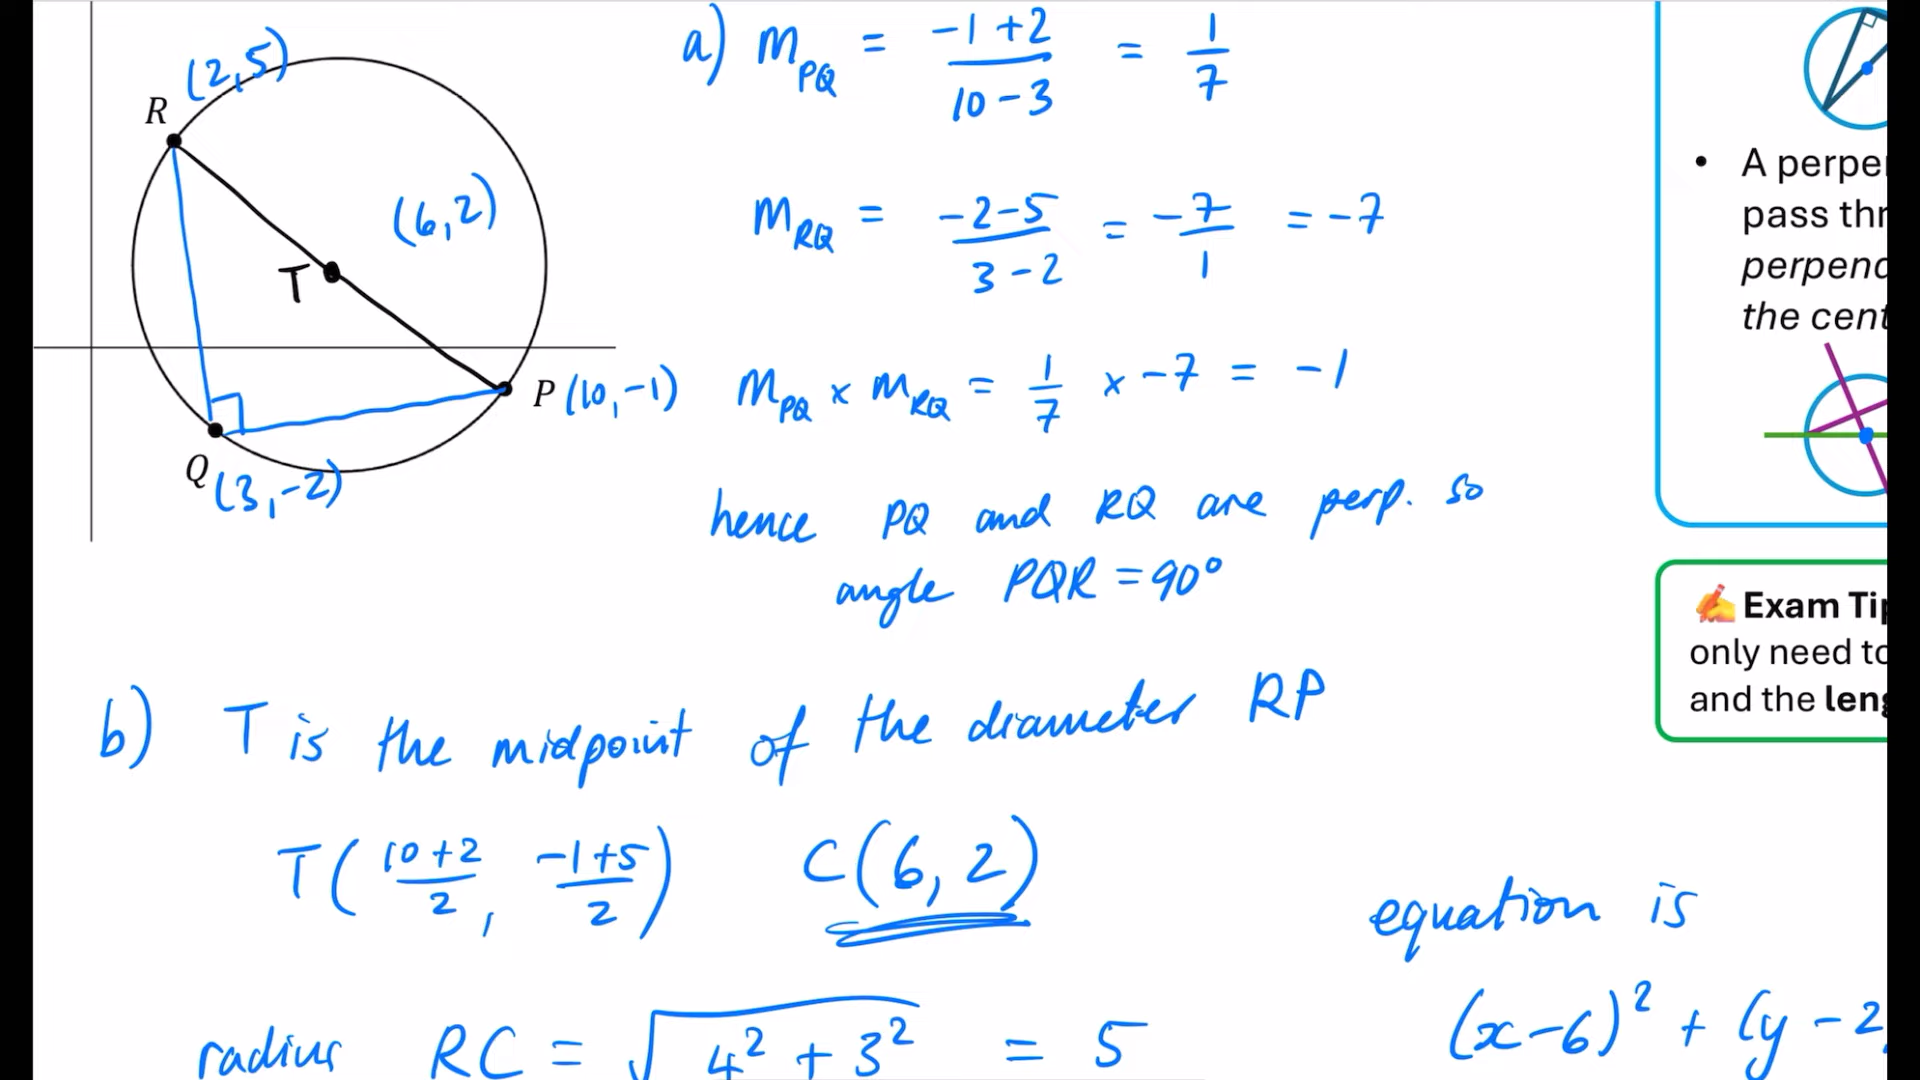 (2,5)
R
(6,2)
T
P (10,-1)
Q (3,-2)
a) m_PQ = (-1+2)/(10-3) = 1/7
m_RQ = (-2-5)/(3-2) = -7/1 = -7
m_PQ × m_RQ = 1/7 × -7 = -1
hence PQ and RQ are perp. so
angle PQR = 90°
b) T is the midpoint of the diameter RP
T((10+2)/2, (-1+5)/2) C(6,2)
radius RC = √(4² + 3²) = 5
equation is
(x-6)² + (y-2
• A perpe
pass thr
perpend
the cent
✍ Exam Tip
only need to
and the leng